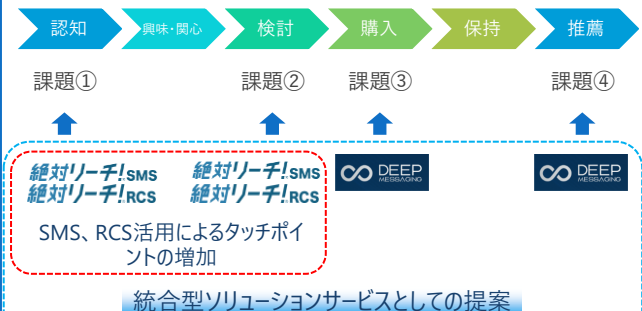 認知 興味・関心 検討 購入 保持 推薦
課題① 課題② 課題③ 課題④
絶対リーチ!SMS 絶対リーチ!SMS DEEP MESSAGING DEEP MESSAGING
絶対リーチ!RCS 絶対リーチ!RCS
SMS、RCS活用によるタッチポイ
ントの増加
統合型ソリューションサービスとしての提案